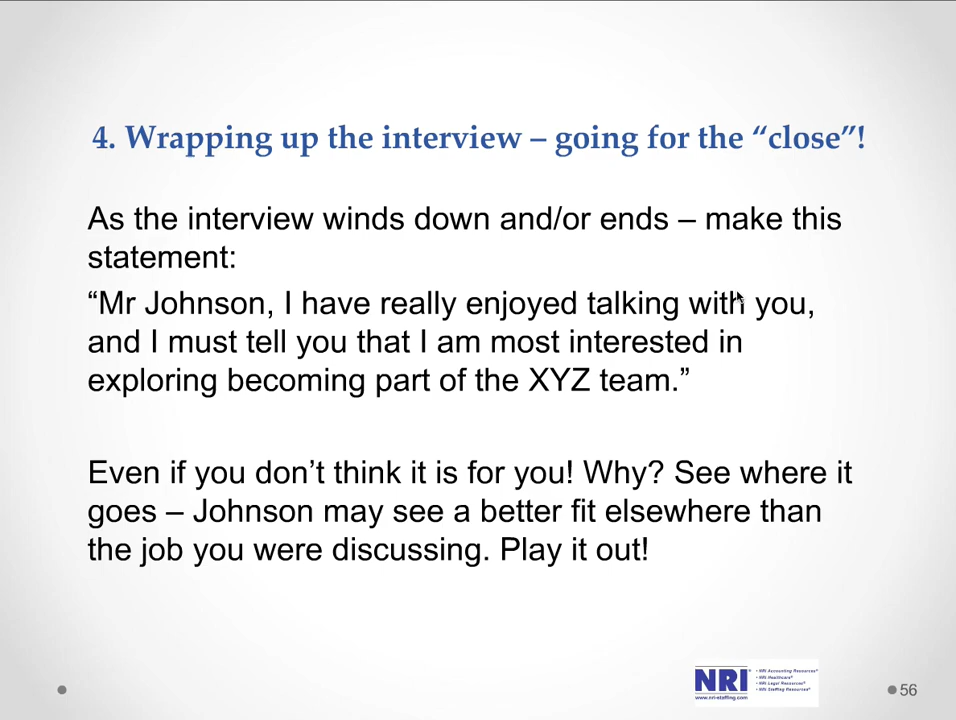 4. Wrapping up the interview – going for the “close”!
As the interview winds down and/or ends – make this
statement:
“Mr Johnson, I have really enjoyed talking with you,
and I must tell you that I am most interested in
exploring becoming part of the XYZ team.”
Even if you don’t think it is for you! Why? See where it
goes – Johnson may see a better fit elsewhere than
the job you were discussing. Play it out!
NRI®
www.nri-staffing.com
• NRI Accounting Resources®
• NRI Healthcare®
• NRI Legal Resources®
• NRI Staffing Resources®
56